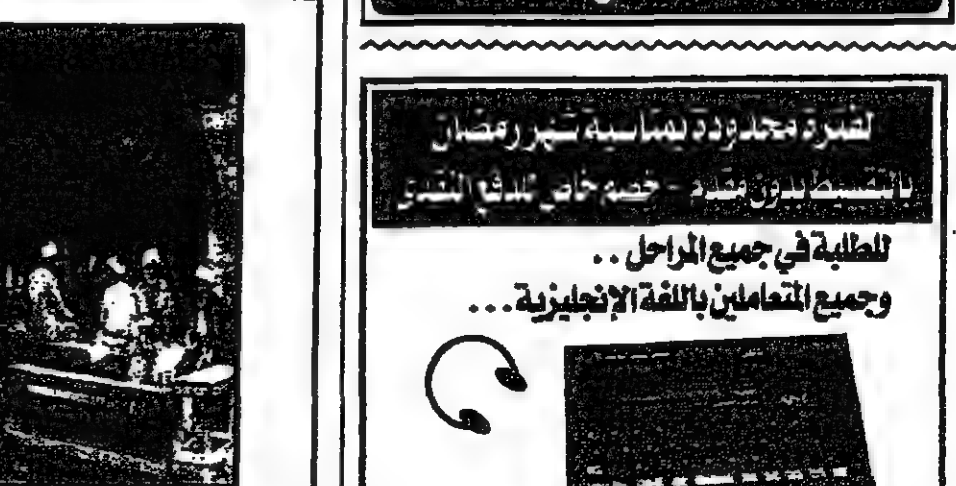 لفترة محدودة بمناسبة شهر رمضان
بالتقسيط بدون مقدم - خصم خاص للدفع النقدى
للطلبة في جميع المراحل . .
وجميع المتعاملين باللغة الإنجليزية . . .